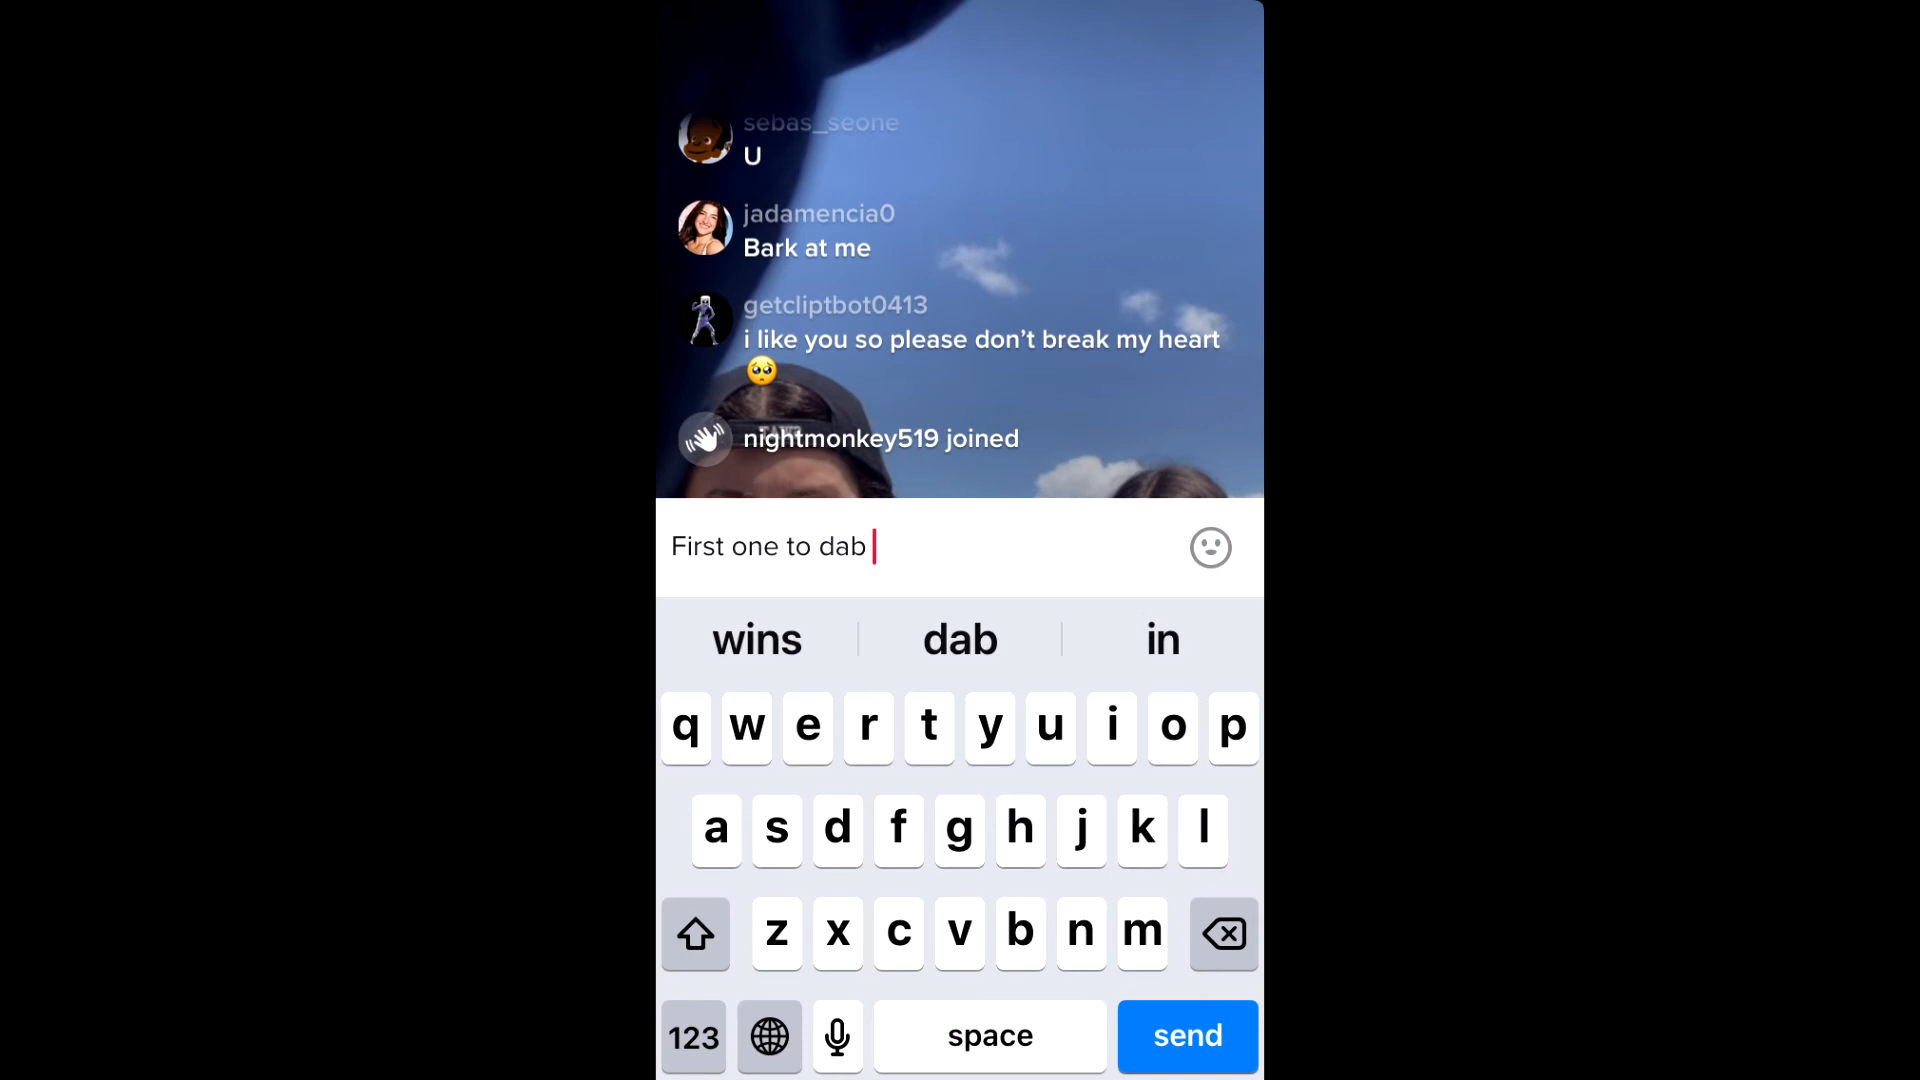 sebas_seone
U
jadamencia0
Bark at me
getcliptbot0413
i like you so please don’t break my heart
🥺
nightmonkey519 joined
First one to dab
wins dab in
q w e r t y u i o p
a s d f g h j k l
z x c v b n m
123 space send